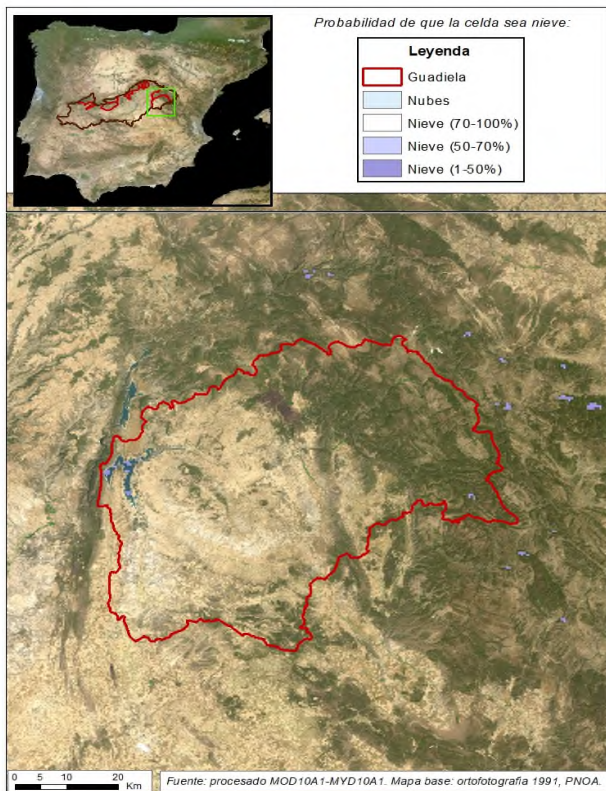 Probabilidad de que la celda sea nieve:
Leyenda
Guadiela
Nubes
Nieve (70-100%)
Nieve (50-70%)
Nieve (1-50%)
0 5 10 20
Km
Fuente: procesado MOD10A1-MYD10A1. Mapa base: ortofotografia 1991, PNOA.